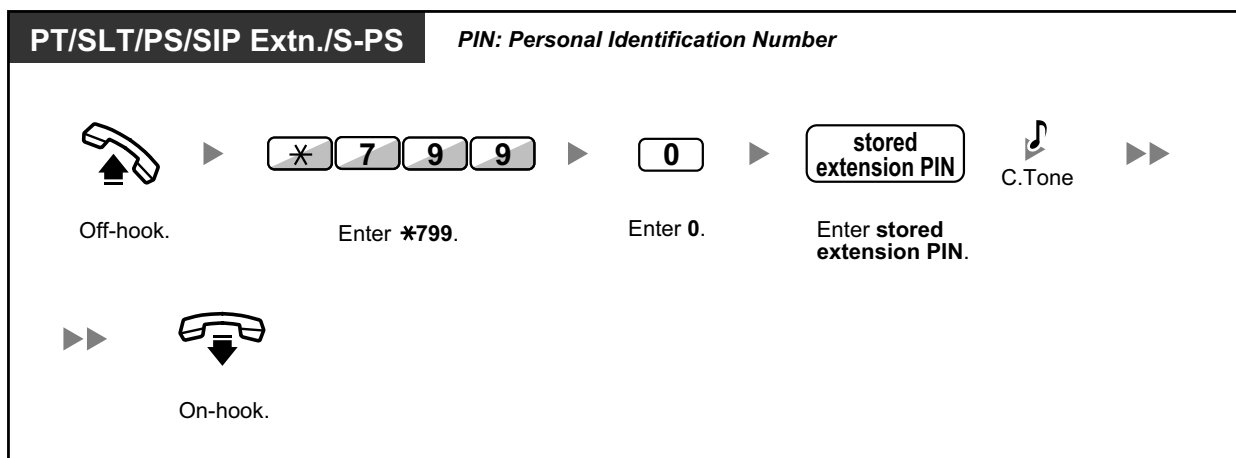 PT/SLT/PS/SIP Extn./S-PS
PIN: Personal Identification Number
* 7 9 9
0
stored
extension PIN
C.Tone
Off-hook.
Enter *799.
Enter 0.
Enter stored
extension PIN.
On-hook.